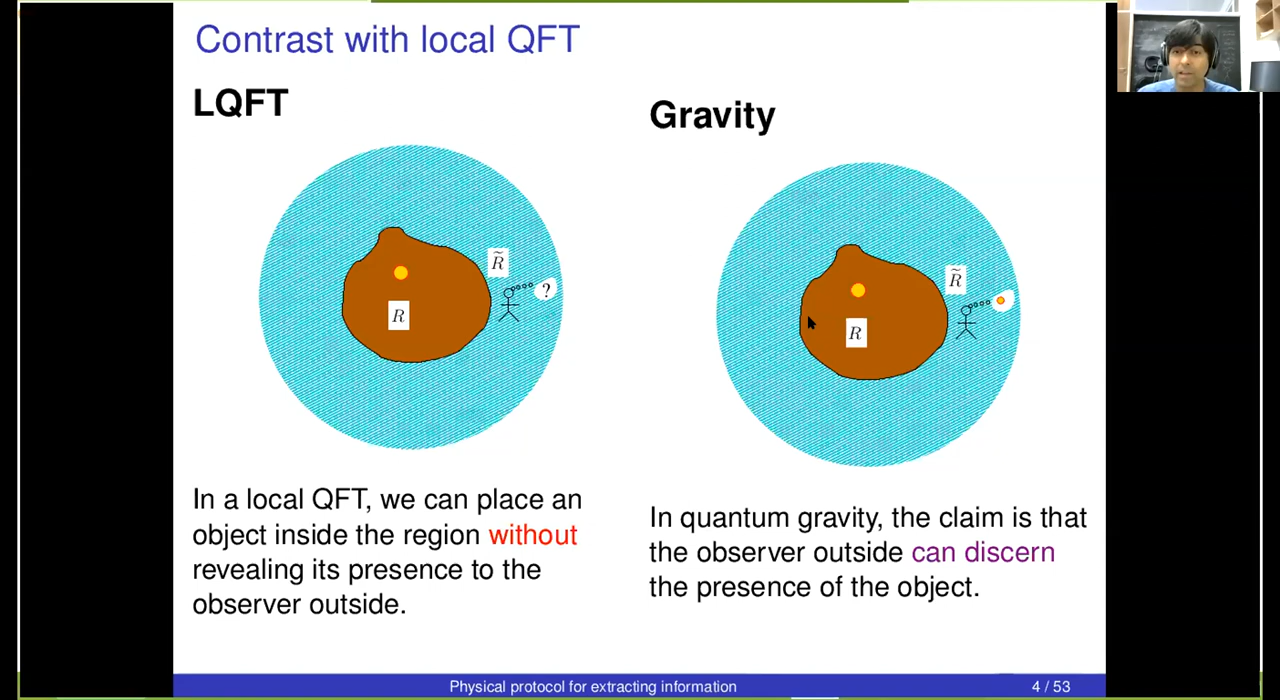 Contrast with local QFT
LQFT
R̃
?
R
In a local QFT, we can place an
object inside the region without
revealing its presence to the
observer outside.
Gravity
R̃
R
In quantum gravity, the claim is that
the observer outside can discern
the presence of the object.
Physical protocol for extracting information
4 / 53